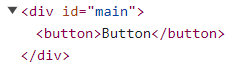 <div id="main">
<button>Button</button>
</div>